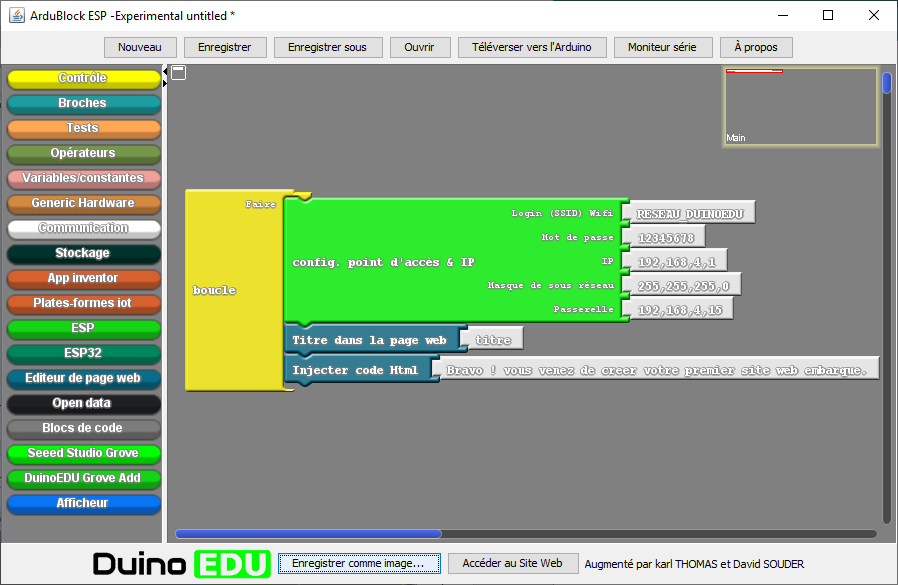 ArduBlock ESP -Experimental untitled *
Nouveau Enregistrer Enregistrer sous Ouvrir Téléverser vers l'Arduino Moniteur série À propos
Contrôle
Broches
Tests
Opérateurs
Variables/constantes
Generic Hardware
Communication
Stockage
App inventor
Plates-formes iot
ESP
ESP32
Editeur de page web
Open data
Blocs de code
Seeed Studio Grove
DuinoEDU Grove Add
Afficheur
Main
boucle
Faire
config. point d'accès & IP
Login (SSID) Wifi RESEAU_DUINOEDU
Mot de passe 12345678
IP 192,168,4,1
Masque de sous réseau 255,255,255,0
Passerelle 192,168,4,15
Titre dans la page web titre
Injecter code Html Bravo ! vous venez de creer votre premier site web embarque.
Duino EDU Enregistrer comme image... Accéder au Site Web Augmenté par karl THOMAS et David SOUDER